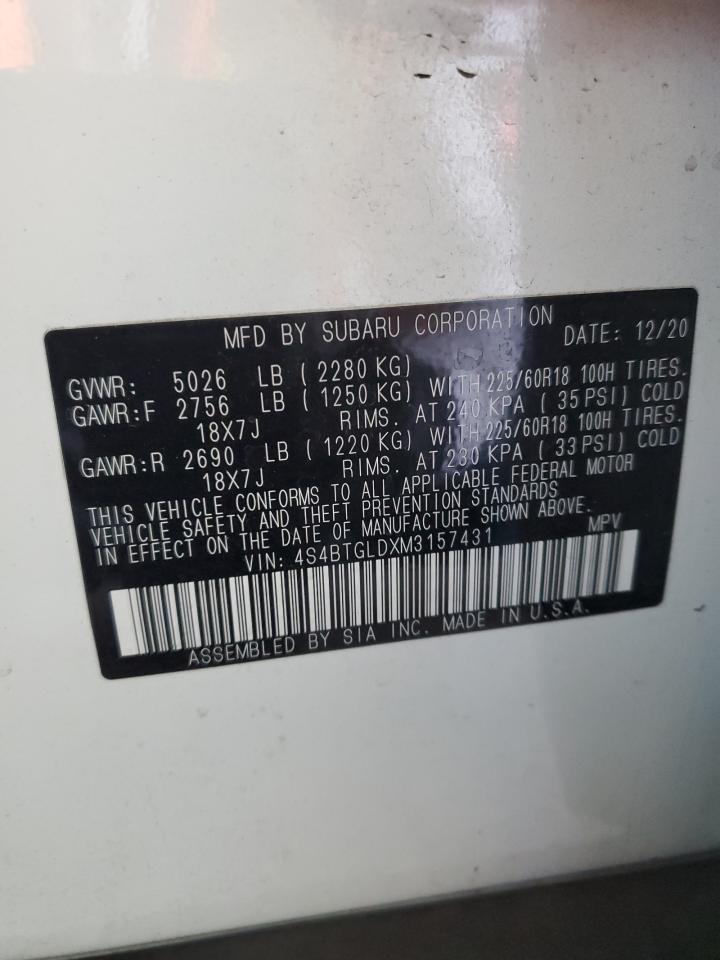 MFD BY SUBARU CORPORATION DATE: 12/20
GVWR: 5026 LB ( 2280 KG)
GAWR:F 2756 LB ( 1250 KG) WITH 225/60R18 100H TIRES.
18X7J RIMS. AT 240 KPA ( 35 PSI) COLD
GAWR:R 2690 LB ( 1220 KG) WITH 225/60R18 100H TIRES.
18X7J RIMS. AT 230 KPA ( 33 PSI) COLD
THIS VEHICLE CONFORMS TO ALL APPLICABLE FEDERAL MOTOR
VEHICLE SAFETY AND THEFT PREVENTION STANDARDS
IN EFFECT ON THE DATE OF MANUFACTURE SHOWN ABOVE.
VIN: 4S4BTGLDXM3157431 MPV
ASSEMBLED BY SIA INC. MADE IN U.S.A.